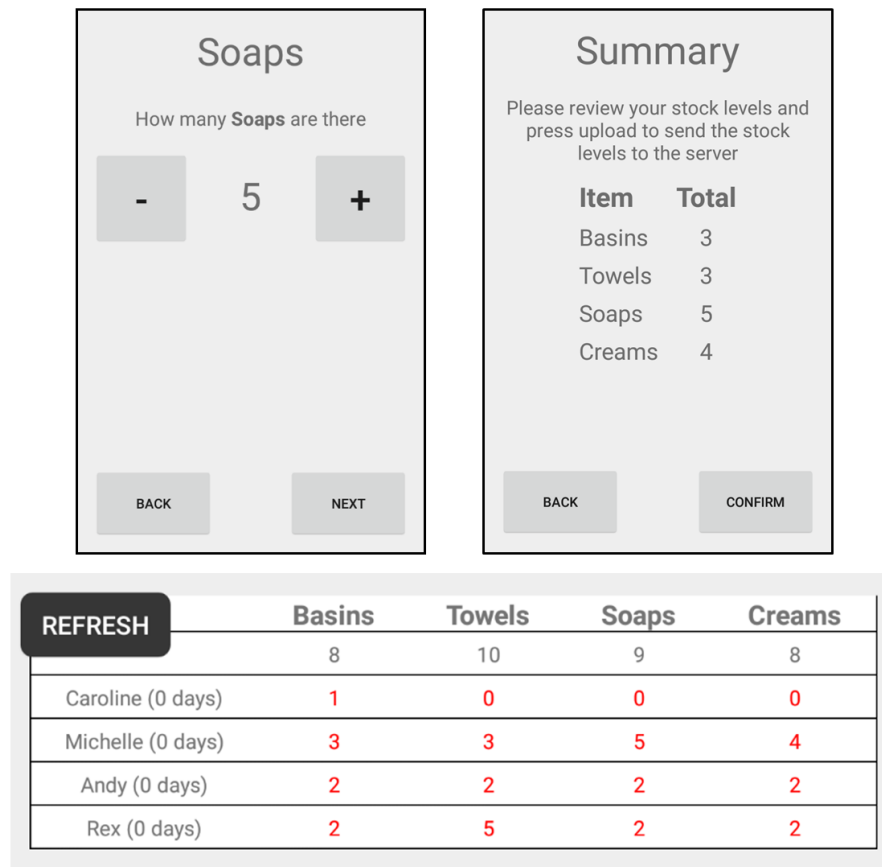 Soaps
How many Soaps are there
- 5 +
BACK NEXT
Summary
Please review your stock levels and
press upload to send the stock
levels to the server
Item Total
Basins 3
Towels 3
Soaps 5
Creams 4
BACK CONFIRM
REFRESH Basins Towels Soaps Creams
8 10 9 8
Caroline (0 days) 1 0 0 0
Michelle (0 days) 3 3 5 4
Andy (0 days) 2 2 2 2
Rex (0 days) 2 5 2 2